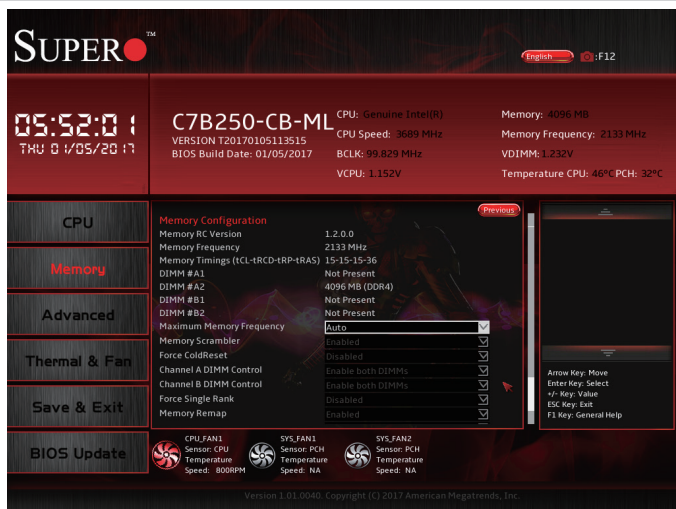 SUPER™
English
:F12
05:52:01
THU 01/05/2017
C7B250-CB-ML
VERSION T20170105113515
BIOS Build Date: 01/05/2017
CPU: Genuine Intel(R)
CPU Speed: 3689 MHz
BCLK: 99.829 MHz
VCPU: 1.152V
Memory: 4096 MB
Memory Frequency: 2133 MHz
VDIMM: 1.232V
Temperature CPU: 46°C PCH: 32°C
CPU
Memory
Advanced
Thermal & Fan
Save & Exit
BIOS Update
Previous
Memory Configuration
Memory RC Version 1.2.0.0
Memory Frequency 2133 MHz
Memory Timings (tCL-tRCD-tRP-tRAS) 15-15-15-36
DIMM #A1 Not Present
DIMM #A2 4096 MB (DDR4)
DIMM #B1 Not Present
DIMM #B2 Not Present
Maximum Memory Frequency Auto
Memory Scrambler Enabled
Force ColdReset Disabled
Channel A DIMM Control Enable both DIMMs
Channel B DIMM Control Enable both DIMMs
Force Single Rank Disabled
Memory Remap Enabled
Arrow Key: Move
Enter Key: Select
+/- Key: Value
ESC Key: Exit
F1 Key: General Help
CPU_FAN1
Sensor: CPU
Temperature
Speed: 800RPM
SYS_FAN1
Sensor: PCH
Temperature
Speed: NA
SYS_FAN2
Sensor: PCH
Temperature
Speed: NA
Version 1.01.0040. Copyright (C) 2017 American Megatrends, Inc.